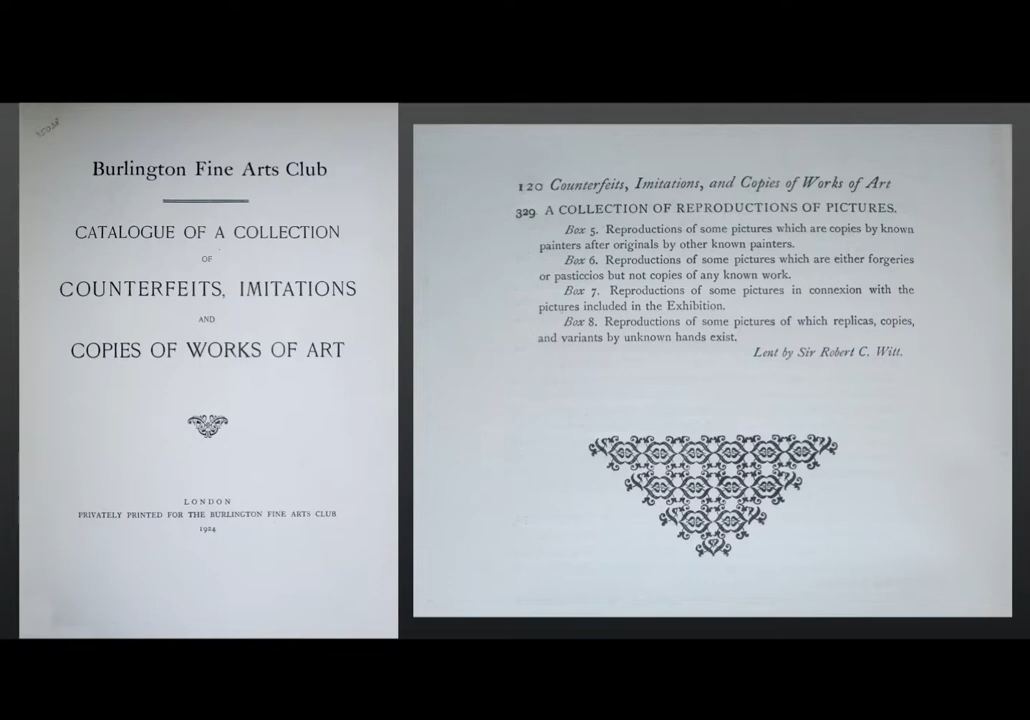 Burlington Fine Arts Club
CATALOGUE OF A COLLECTION
OF
COUNTERFEITS, IMITATIONS
AND
COPIES OF WORKS OF ART
LONDON
PRIVATELY PRINTED FOR THE BURLINGTON FINE ARTS CLUB
1924
120 Counterfeits, Imitations, and Copies of Works of Art
329. A COLLECTION OF REPRODUCTIONS OF PICTURES.
Box 5. Reproductions of some pictures which are copies by known
painters after originals by other known painters.
Box 6. Reproductions of some pictures which are either forgeries
or pasticcios but not copies of any known work.
Box 7. Reproductions of some pictures in connexion with the
pictures included in the Exhibition.
Box 8. Reproductions of some pictures of which replicas, copies,
and variants by unknown hands exist.
Lent by Sir Robert C. Witt.